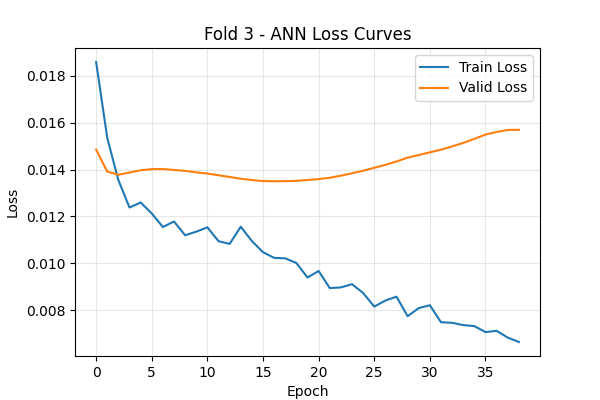 Fold 3 - ANN Loss Curves
Train Loss
Valid Loss
0.018
0.016
0.014
0.012
0.010
0.008
Loss
0 5 10 15 20 25 30 35
Epoch